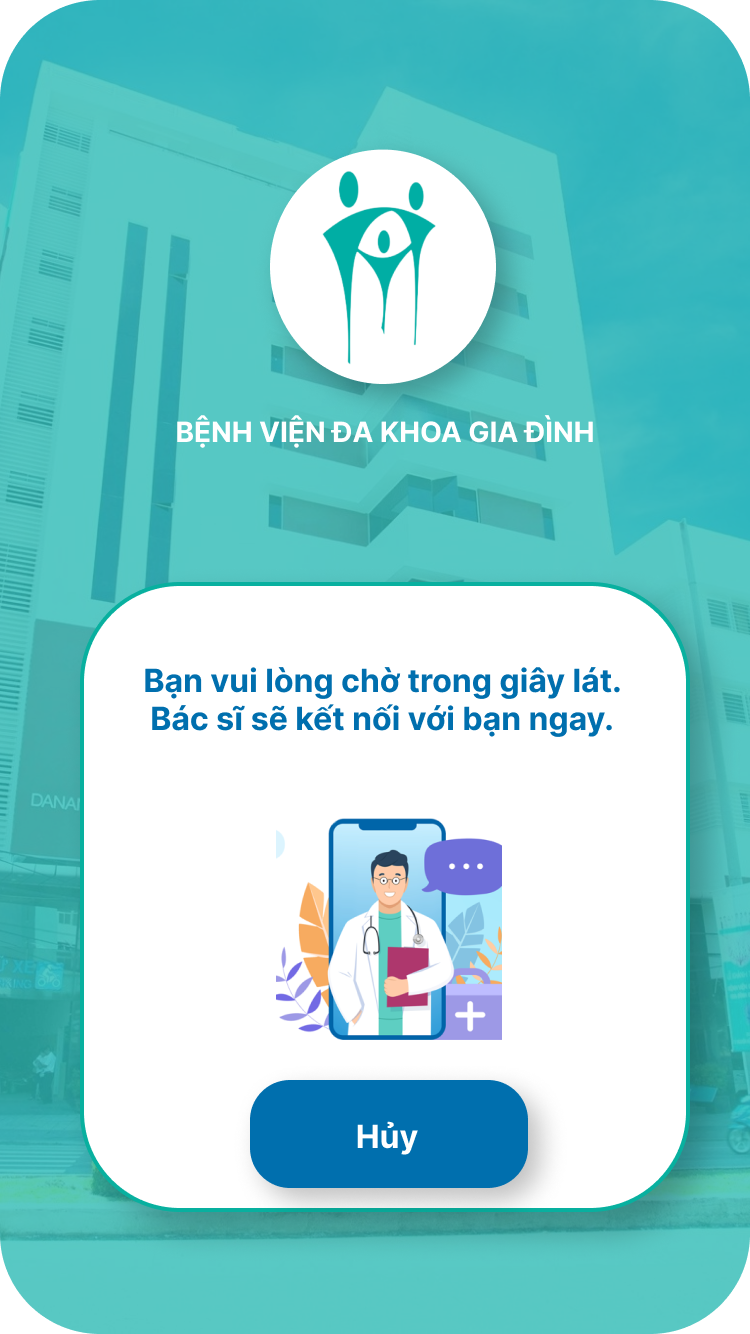 BỆNH VIỆN ĐA KHOA GIA ĐÌNH
Bạn vui lòng chờ trong giây lát.
Bác sĩ sẽ kết nối với bạn ngay.
Hủy